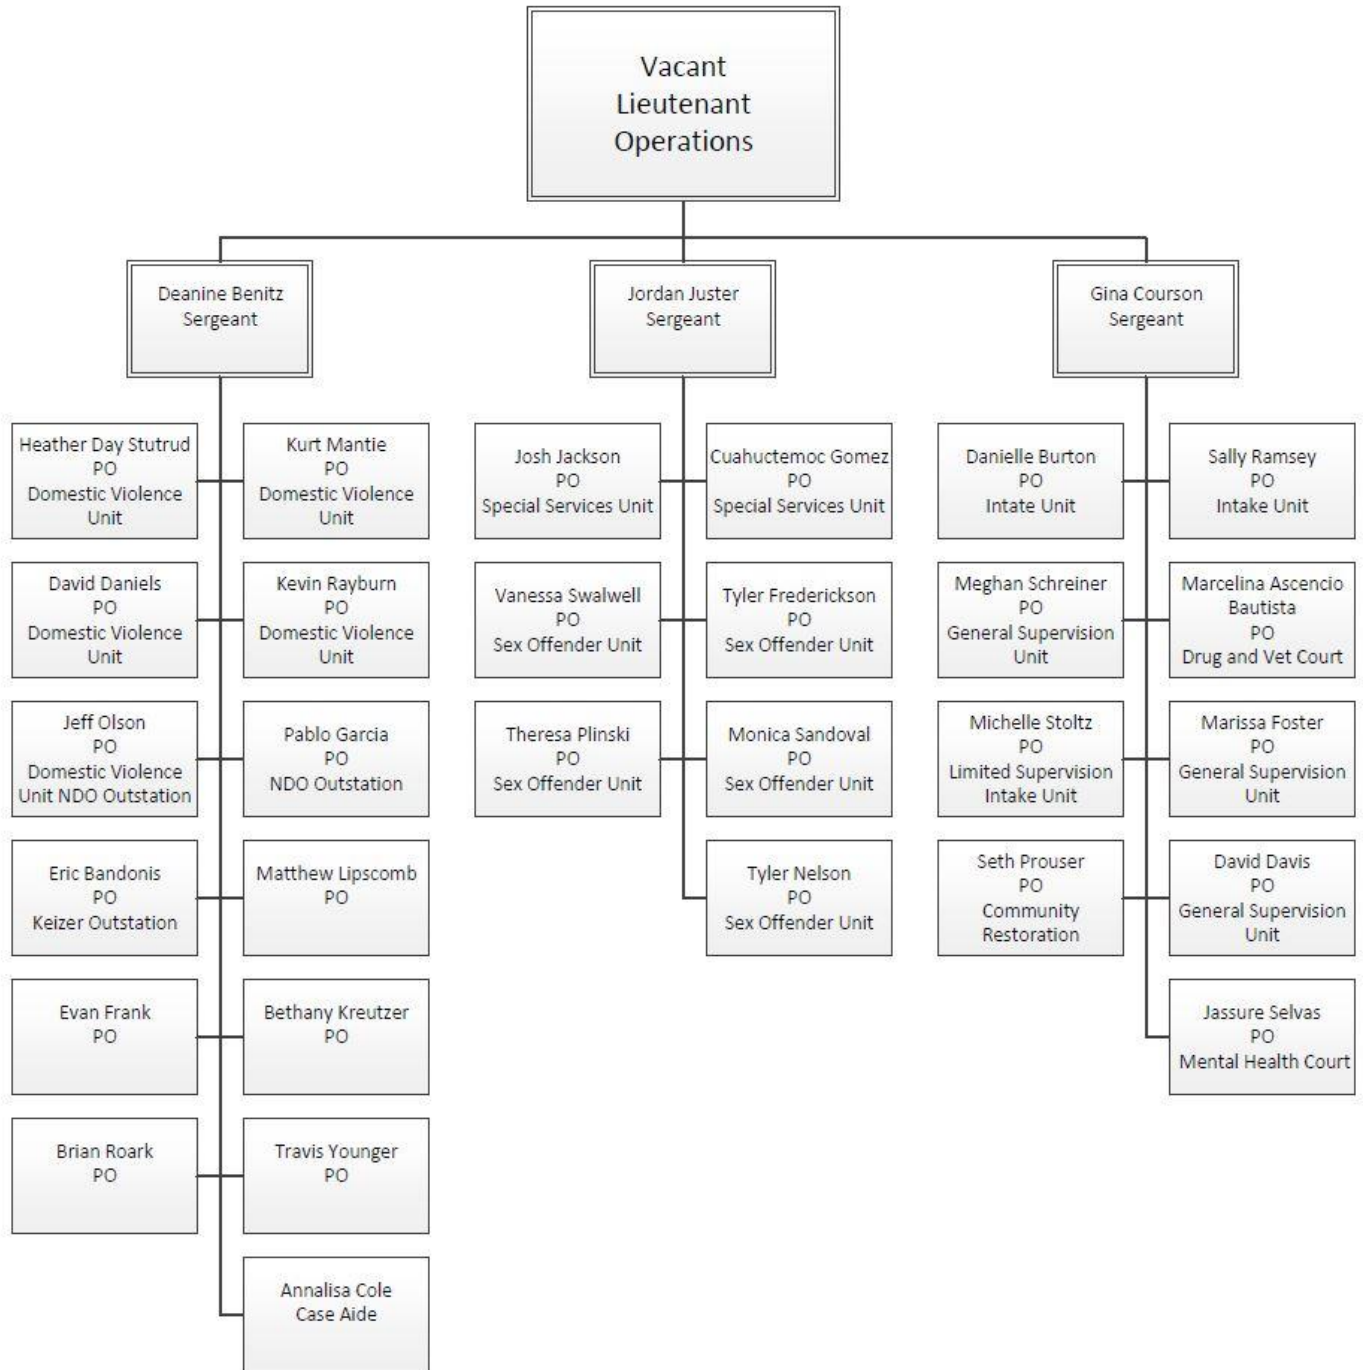 Vacant
Lieutenant
Operations
Deanine Benitz
Sergeant
Jordan Juster
Sergeant
Gina Courson
Sergeant
Heather Day Stutrud
PO
Domestic Violence
Unit
Kurt Mantie
PO
Domestic Violence
Unit
Josh Jackson
PO
Special Services Unit
Cuahuctemoc Gomez
PO
Special Services Unit
Danielle Burton
PO
Intate Unit
Sally Ramsey
PO
Intake Unit
David Daniels
PO
Domestic Violence
Unit
Kevin Rayburn
PO
Domestic Violence
Unit
Vanessa Swalwell
PO
Sex Offender Unit
Tyler Frederickson
PO
Sex Offender Unit
Meghan Schreiner
PO
General Supervision
Unit
Marcelina Ascencio
Bautista
PO
Drug and Vet Court
Jeff Olson
PO
Domestic Violence
Unit NDO Outstation
Pablo Garcia
PO
NDO Outstation
Theresa Plinski
PO
Sex Offender Unit
Monica Sandoval
PO
Sex Offender Unit
Michelle Stoltz
PO
Limited Supervision
Intake Unit
Marissa Foster
PO
General Supervision
Unit
Eric Bandonis
PO
Keizer Outstation
Matthew Lipscomb
PO
Tyler Nelson
PO
Sex Offender Unit
Seth Prouser
PO
Community
Restoration
David Davis
PO
General Supervision
Unit
Evan Frank
PO
Bethany Kreutzer
PO
Jassure Selvas
PO
Mental Health Court
Brian Roark
PO
Travis Younger
PO
Annalisa Cole
Case Aide